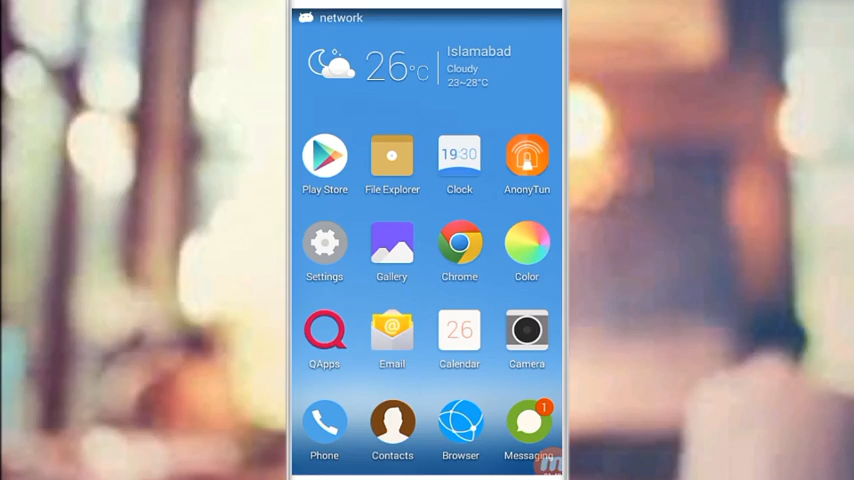 network
26°C
Islamabad
Cloudy
23~28°C
19:30
Play Store
File Explorer
Clock
AnonyTun
Settings
Gallery
Chrome
Color
@
26
QApps
Email
Calendar
Camera
1
Phone
Contacts
Browser
Messaging